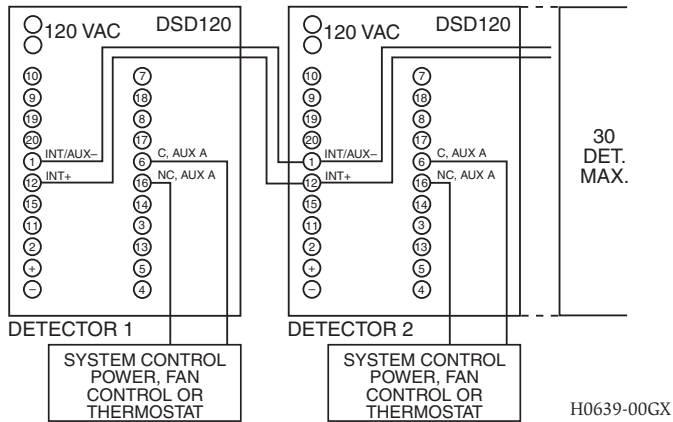 120 VAC DSD120
10 7
9 18
19 8
20 17
1 INT/AUX– 6 C, AUX A
12 INT+ 16 NC, AUX A
15 14
11 3
2 13
+ 5
– 4
DETECTOR 1
SYSTEM CONTROL
POWER, FAN
CONTROL OR
THERMOSTAT
120 VAC DSD120
10 7
9 18
19 8
20 17
1 INT/AUX– 6 C, AUX A
12 INT+ 16 NC, AUX A
15 14
11 3
2 13
+ 5
– 4
DETECTOR 2
SYSTEM CONTROL
POWER, FAN
CONTROL OR
THERMOSTAT
30
DET.
MAX.
H0639-00GX